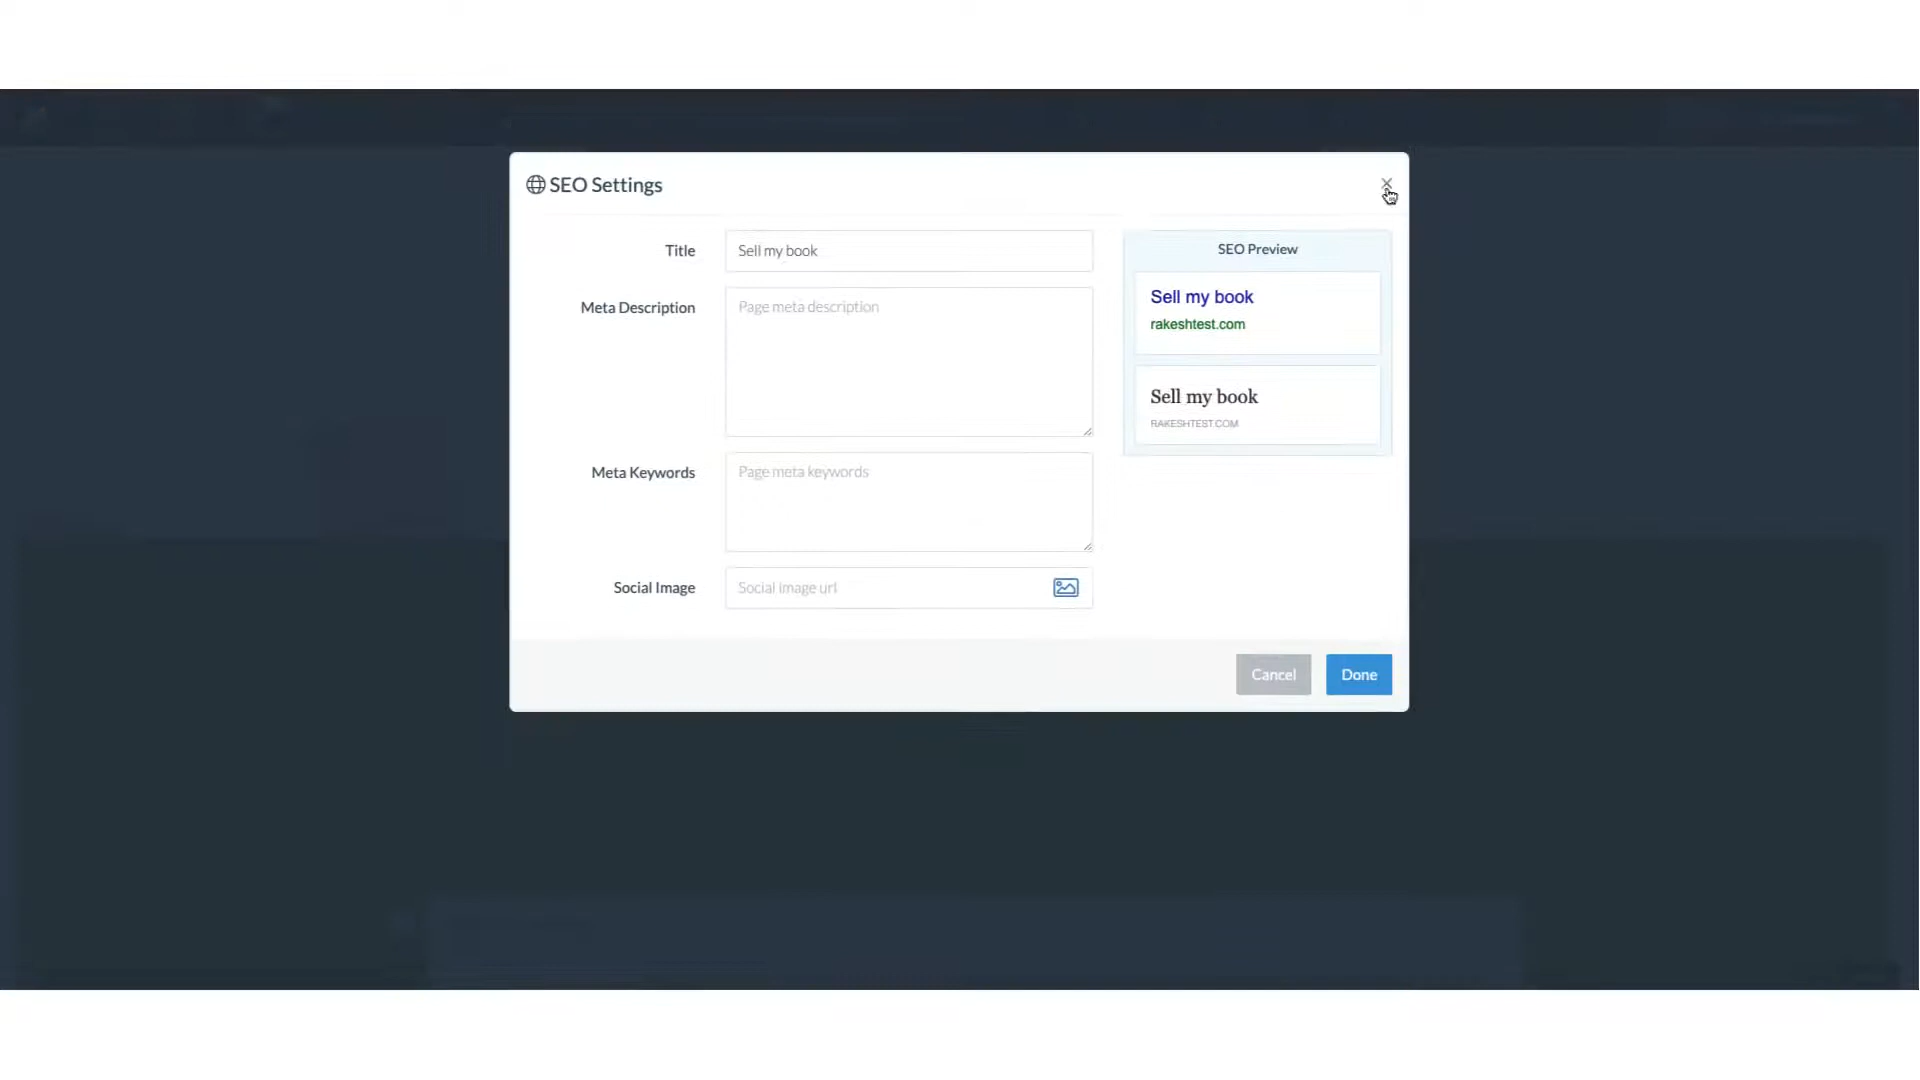 SEO Settings
×
Title
Sell my book
Meta Description
Page meta description
Meta Keywords
Page meta keywords
Social Image
Social image url
SEO Preview
Sell my book
rakeshtest.com
Sell my book
RAKESHTEST.COM
Cancel
Done